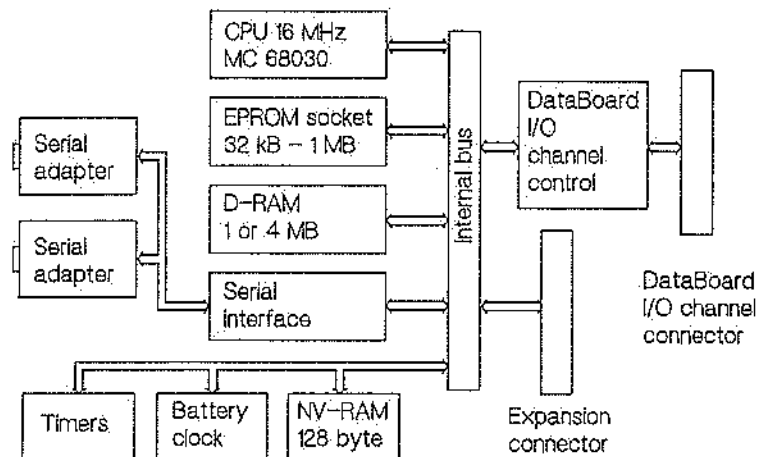 CPU 16 MHz
MC 68030
EPROM socket
32 kB - 1 MB
D-RAM
1 or 4 MB
Serial
interface
Serial
adapter
Serial
adapter
Timers
Battery
clock
NV-RAM
128 byte
Internal bus
DataBoard
I/O
channel
control
DataBoard
I/O channel
connector
Expansion
connector